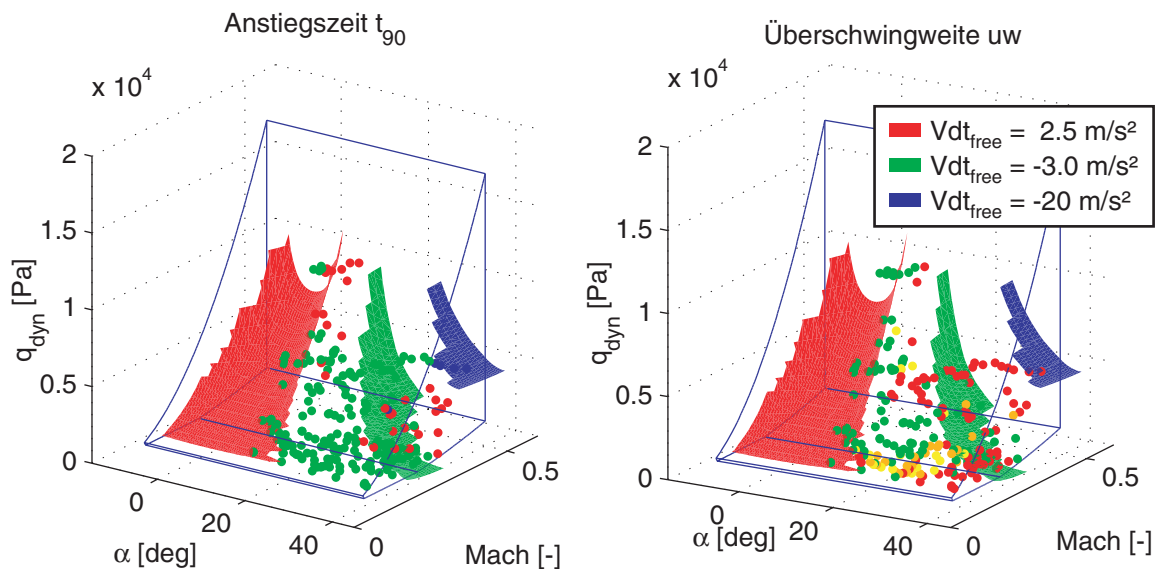 Anstiegszeit t90
x 10^4
2
1.5
1
0.5
0
q_dyn [Pa]
0
20
40
α [deg]
0
0.5
Mach [-]
Überschwingweite uw
x 10^4
2
1.5
1
0.5
0
q_dyn [Pa]
0
20
40
α [deg]
0
0.5
Mach [-]
Vdt_free = 2.5 m/s²
Vdt_free = -3.0 m/s²
Vdt_free = -20 m/s²